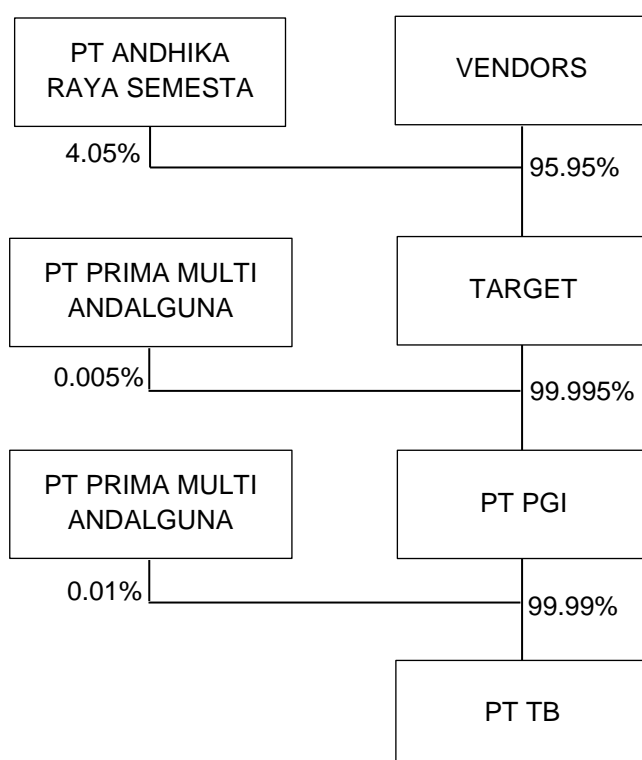 PT ANDHIKA
RAYA SEMESTA
VENDORS
4.05%
95.95%
PT PRIMA MULTI
ANDALGUNA
TARGET
0.005%
99.995%
PT PRIMA MULTI
ANDALGUNA
PT PGI
0.01%
99.99%
PT TB